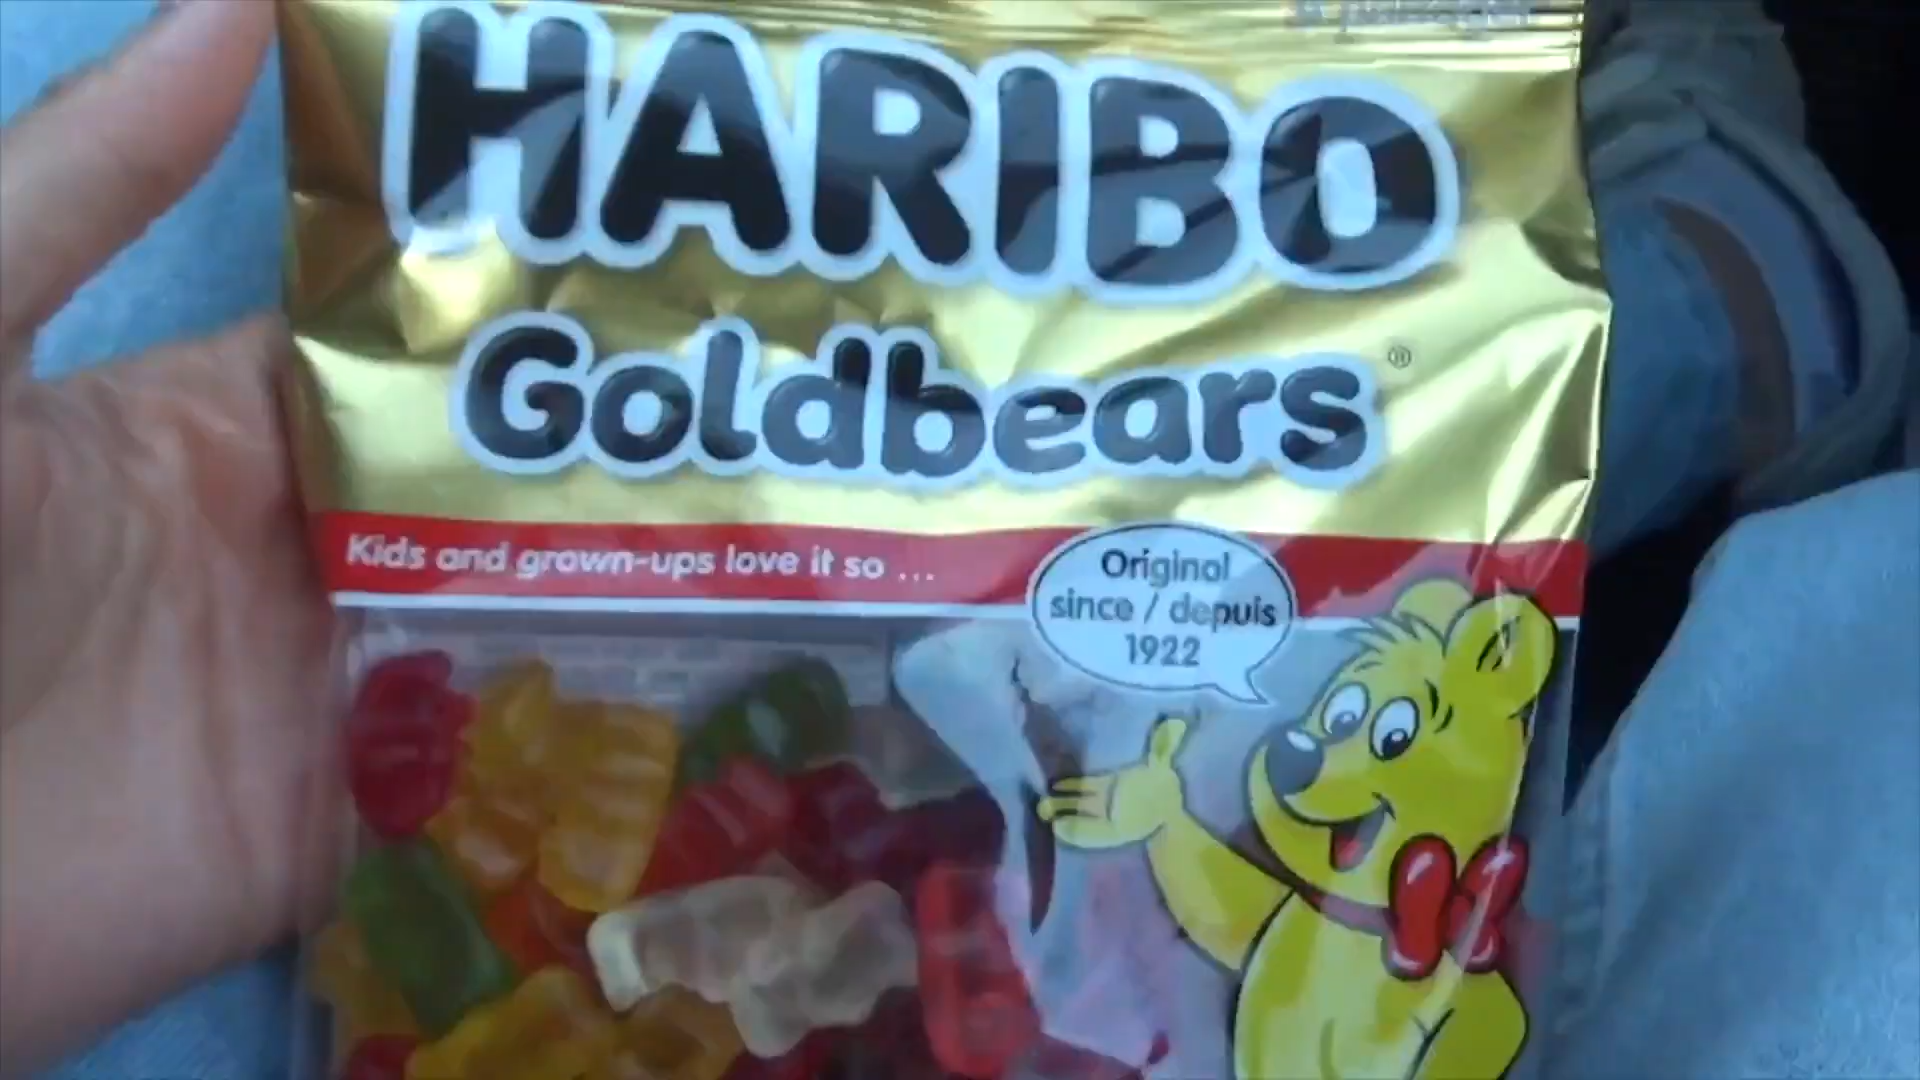 HARIBO
Goldbears®
Kids and grown-ups love it so ...
Original
since / depuis
1922